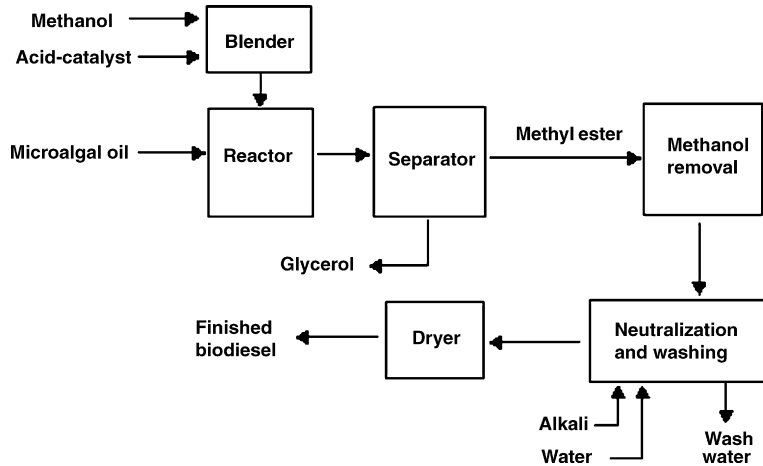 Methanol
Blender
Acid-catalyst
Microalgal oil
Reactor
Separator
Methyl ester
Methanol
removal
Glycerol
Finished
biodiesel
Dryer
Neutralization
and washing
Alkali
Water
Wash
water